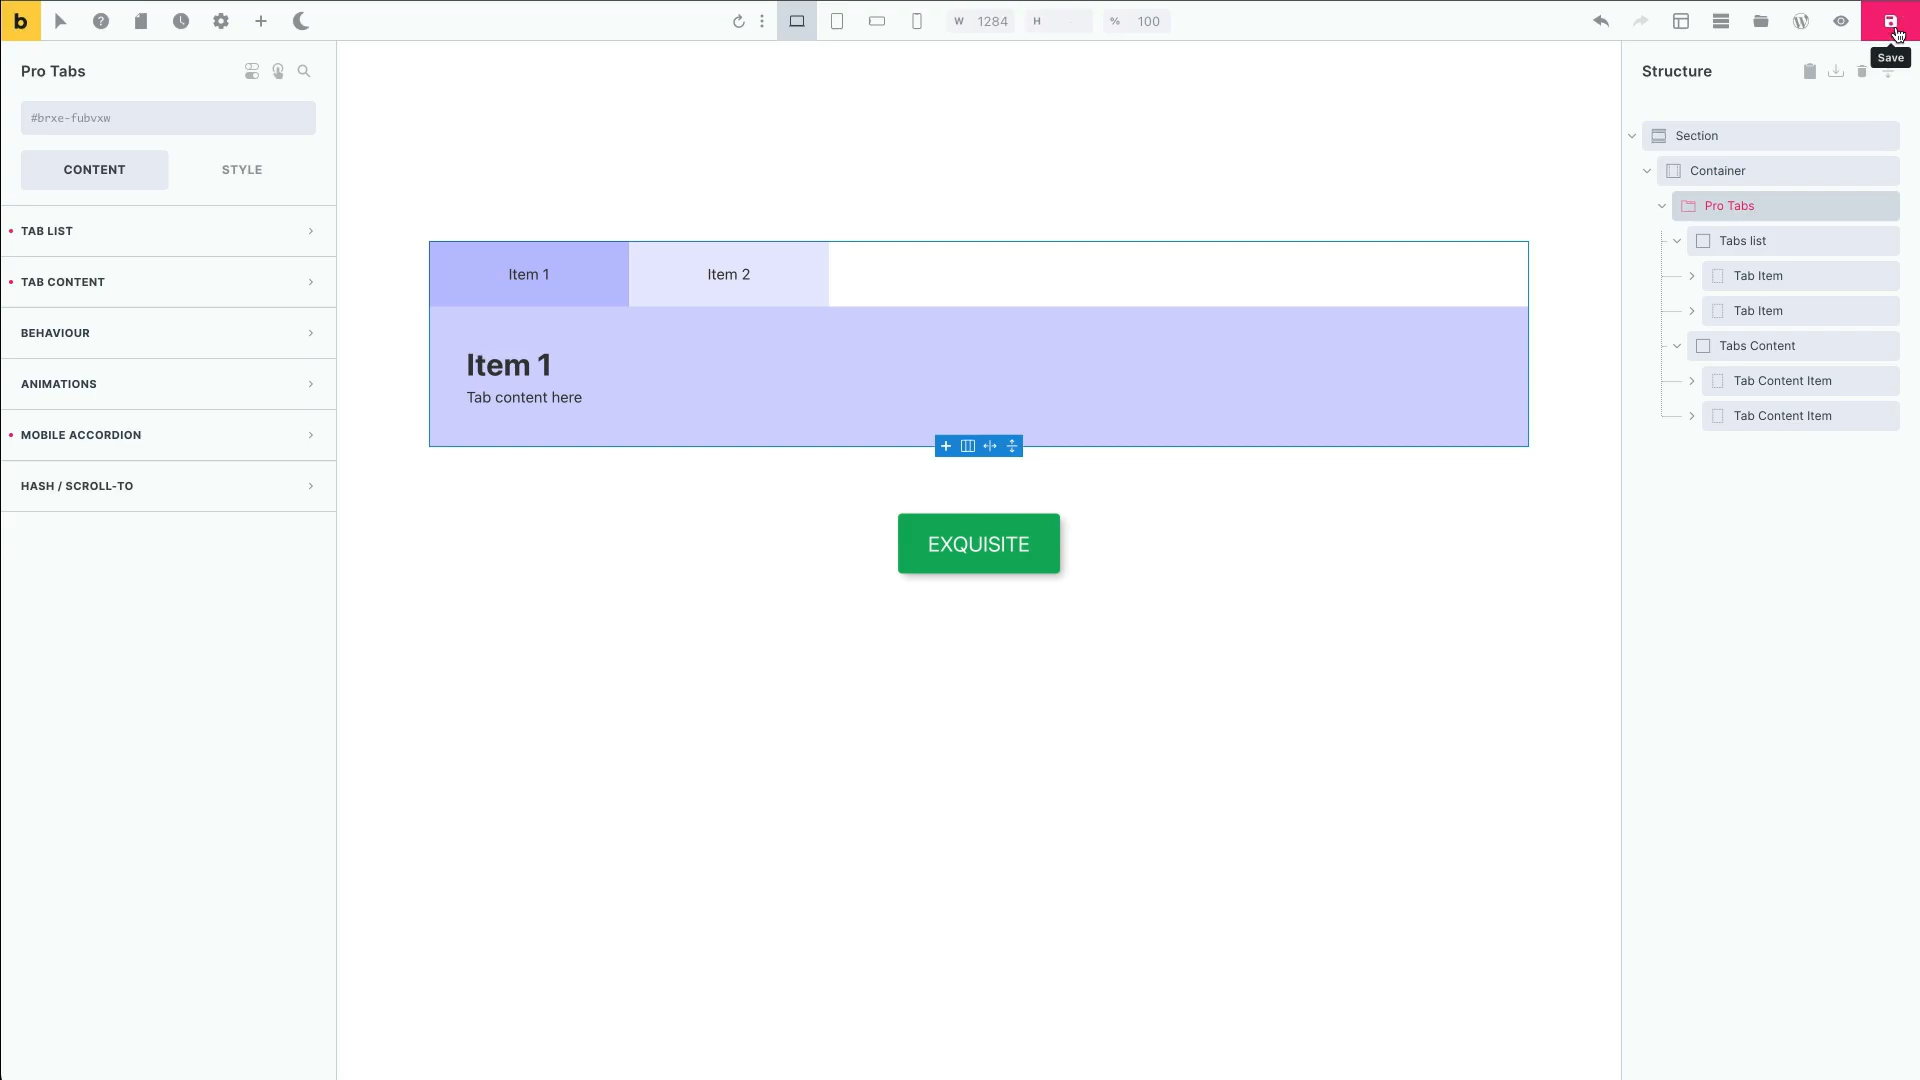 b
W 1284 H % 100
Save
Pro Tabs
#brxe-fubvxw
CONTENT STYLE
TAB LIST
TAB CONTENT
BEHAVIOUR
ANIMATIONS
MOBILE ACCORDION
HASH / SCROLL-TO
Item 1 Item 2
Item 1
Tab content here
EXQUISITE
Structure
Section
Container
Pro Tabs
Tabs list
Tab Item
Tab Item
Tabs Content
Tab Content Item
Tab Content Item